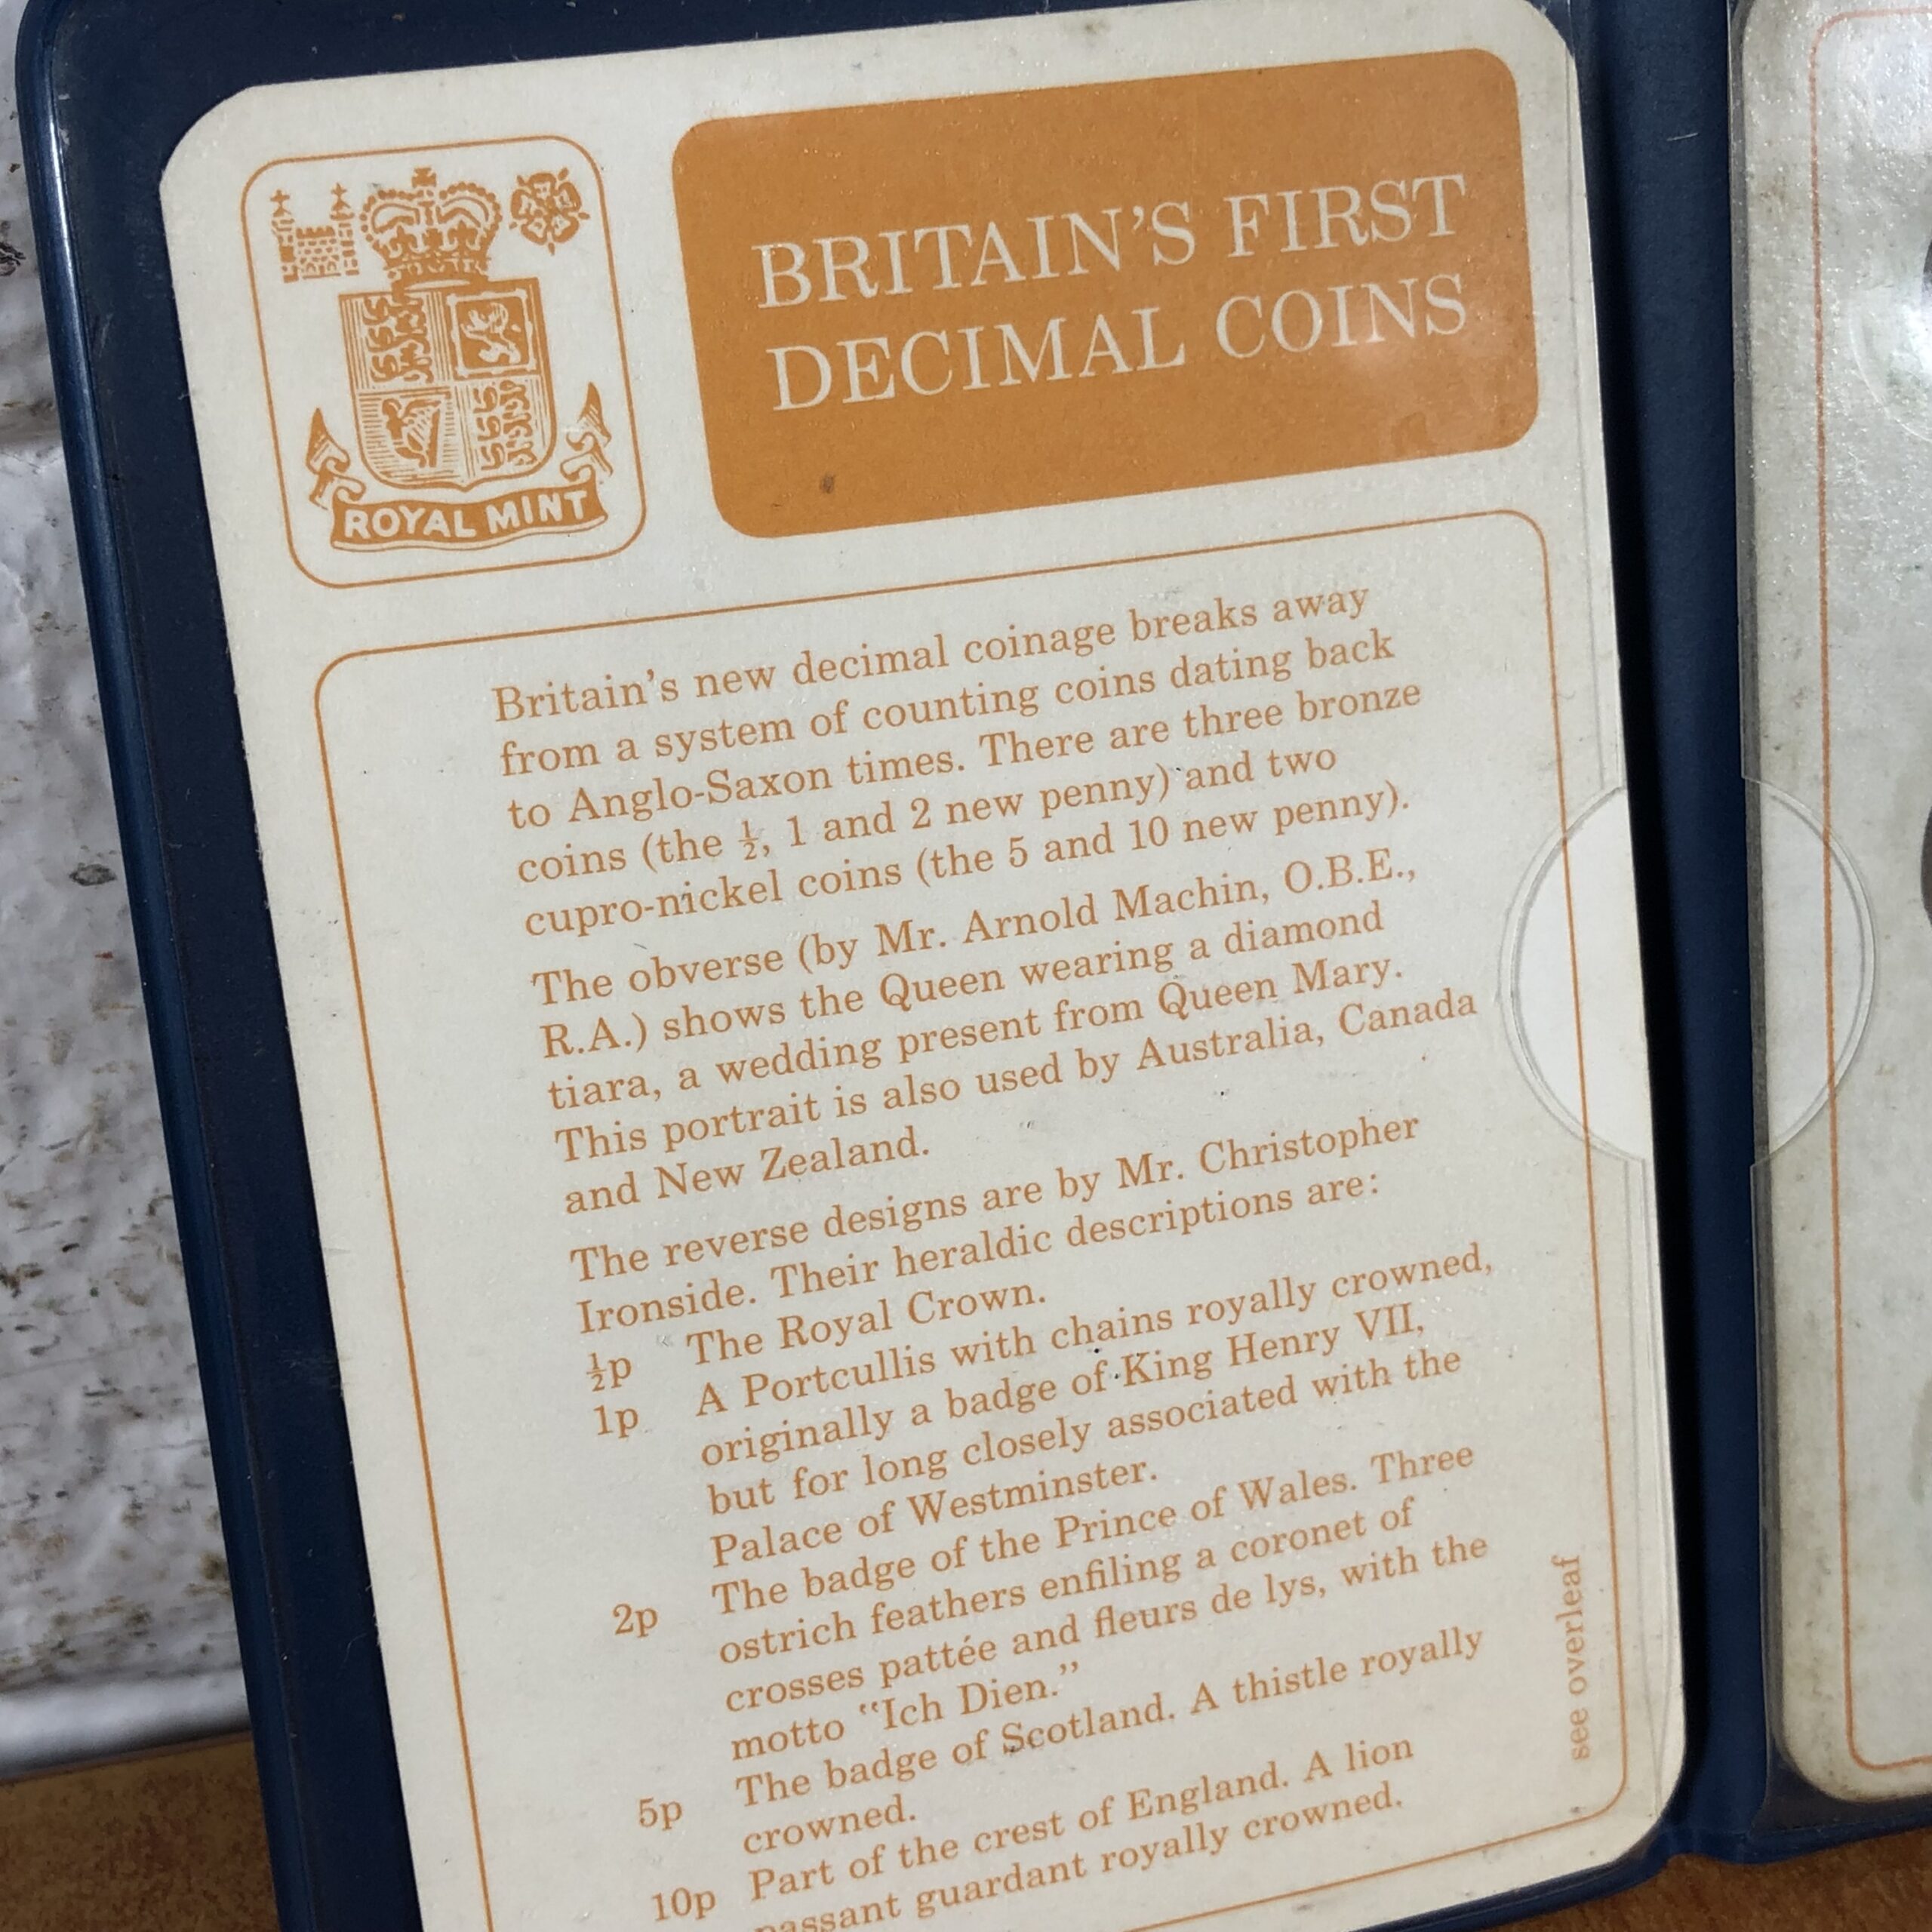 ROYAL MINT
BRITAIN'S FIRST
DECIMAL COINS
Britain's new decimal coinage breaks away
from a system of counting coins dating back
to Anglo-Saxon times. There are three bronze
coins (the ½, 1 and 2 new penny) and two
cupro-nickel coins (the 5 and 10 new penny).
The obverse (by Mr. Arnold Machin, O.B.E.,
R.A.) shows the Queen wearing a diamond
tiara, a wedding present from Queen Mary.
This portrait is also used by Australia, Canada
and New Zealand.
The reverse designs are by Mr. Christopher
Ironside. Their heraldic descriptions are:
½p The Royal Crown.
1p A Portcullis with chains royally crowned,
originally a badge of King Henry VII,
but for long closely associated with the
Palace of Westminster.
2p The badge of the Prince of Wales. Three
ostrich feathers enfiling a coronet of
crosses pattée and fleurs de lys, with the
motto "Ich Dien."
5p The badge of Scotland. A thistle royally
crowned.
10p Part of the crest of England. A lion
passant guardant royally crowned.
see overleaf